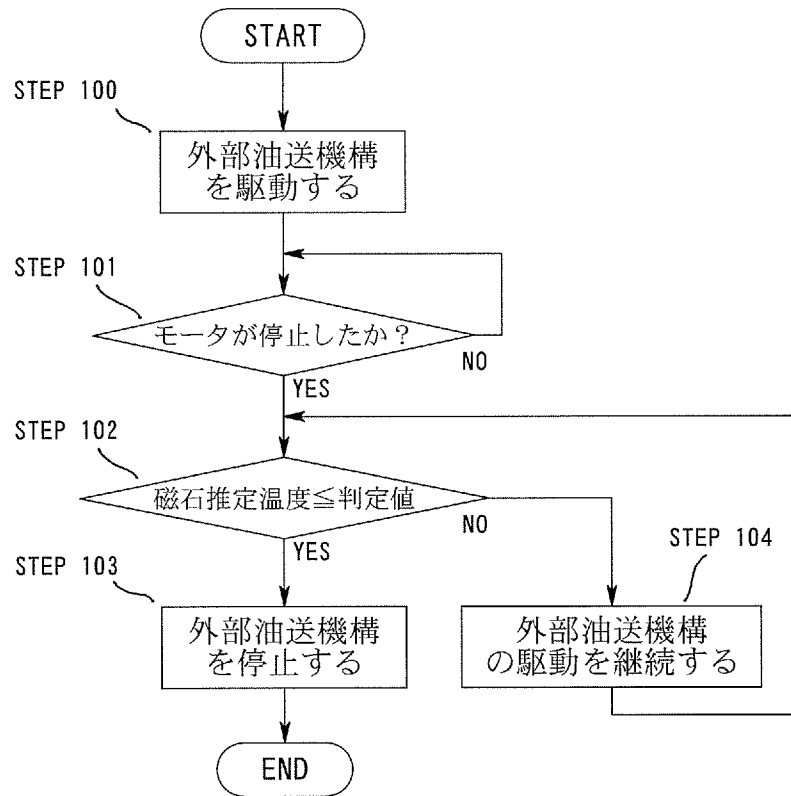 START
STEP 100
外部油送機構
を駆動する
STEP 101
モータが停止したか？
NO
YES
STEP 102
磁石推定温度≦判定値
NO
YES
STEP 103
外部油送機構
を停止する
STEP 104
外部油送機構
の駆動を継続する
END